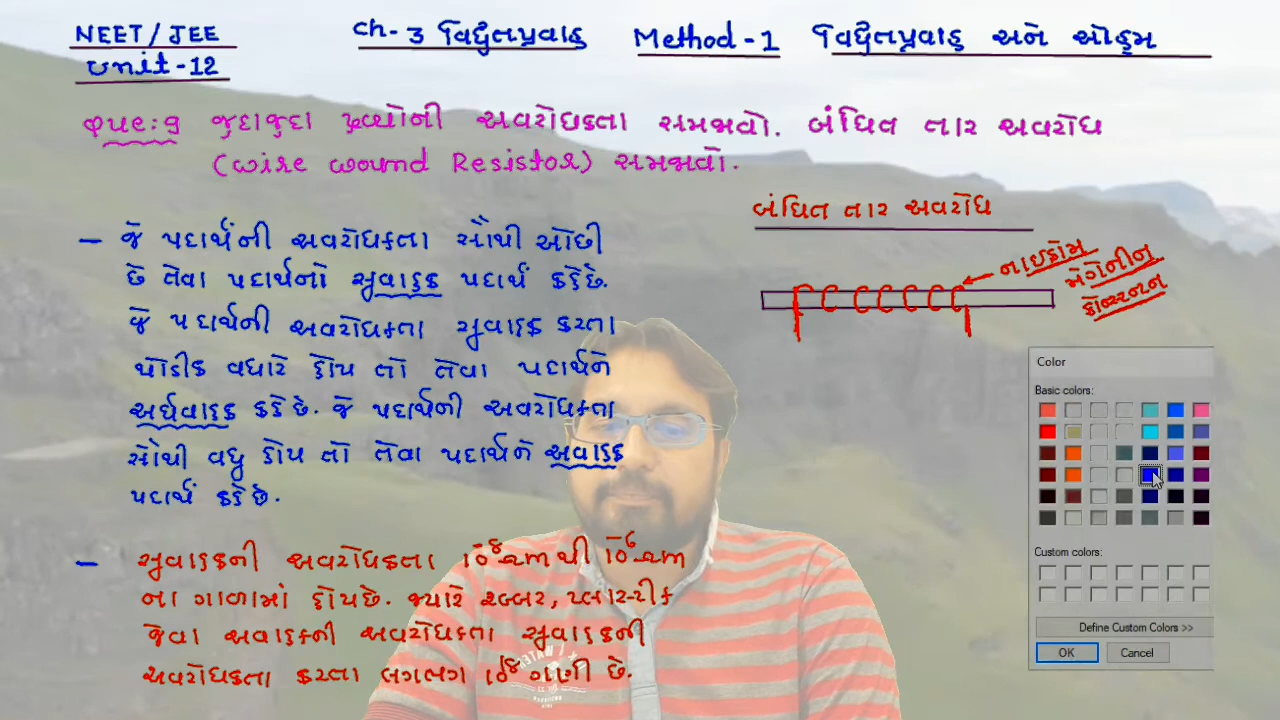 NEET/JEE
Unit-12
Ch-3 વિદ્યુતપ્રવાહ
Method-1
વિદ્યુતપ્રવાહ અને ઓહમ
Que:9 જુદાજુદા દ્રવ્યોની અવરોધકતા સમજાવો. બંધિત તાર અવરોધ
(wire wound Resistor) સમજાવો.
- જે પદાર્થની અવરોધકતા સૌથી ઓછી
છે તેવા પદાર્થનો સુવાહક પદાર્થ કહેછે.
જે પદાર્થની અવરોધકતા સુવાહક કરતા
થોડીક વધારે હોય તો તેવા પદાર્થને
અર્ધવાહક કહે છે. જે પદાર્થની અવરોધકતા
સૌથી વધુ હોય તો તેવા પદાર્થને અવાહક
પદાર્થ કહે છે.
- સુવાહકની અવરોધકતા 10⁻⁸Ωm થી 10⁻⁶Ωm
ના ગાળામાં હોયછે. જ્યારે રબ્બર, પ્લાસ્ટીક
જેવા અવાહકની અવરોધકતા સુવાહકની
અવરોધકતા કરતા લગભગ 10¹⁸ ગણી છે.
બંધિત તાર અવરોધ
નાઇક્રોમ
મેંગેનીન
કોન્સ્ટનન
Color
Basic colors:
Custom colors:
Define Custom Colors >>
OK
Cancel